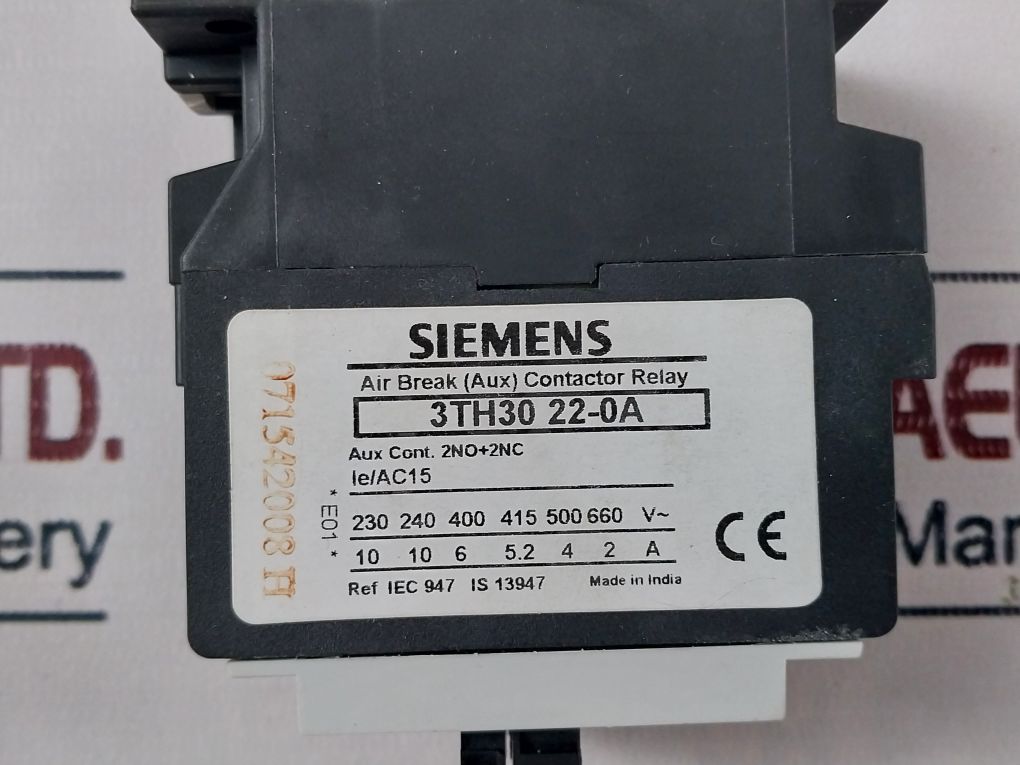 SIEMENS
Air Break (Aux) Contactor Relay
3TH30 22-0A
Aux Cont. 2NO+2NC
Ie/AC15
230 240 400 415 500 660 V~
10 10 6 5.2 4 2 A
Ref IEC 947 IS 13947 Made in India
* E01 *
071542008 H
CE
TD.
ery
AE
Mar